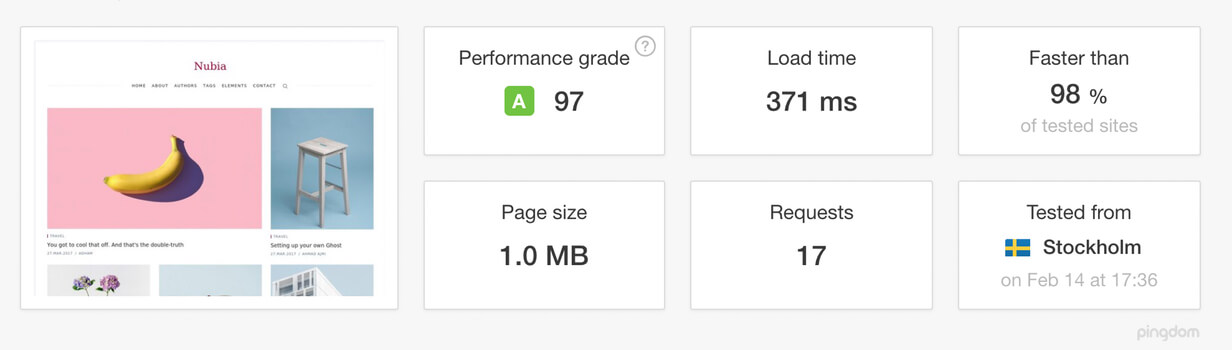 Nubia
HOME ABOUT AUTHORS TAGS ELEMENTS CONTACT
TRAVEL
You got to cool that off. And that's the double-truth
27-MAR-2017 / AHASHI
TRAVEL
Setting up your own Ghost
27-MAR-2017 / AHMAD AJMI
Performance grade ?
A 97
Load time
371 ms
Faster than
98 %
of tested sites
Page size
1.0 MB
Requests
17
Tested from
Stockholm
on Feb 14 at 17:36
pingdom